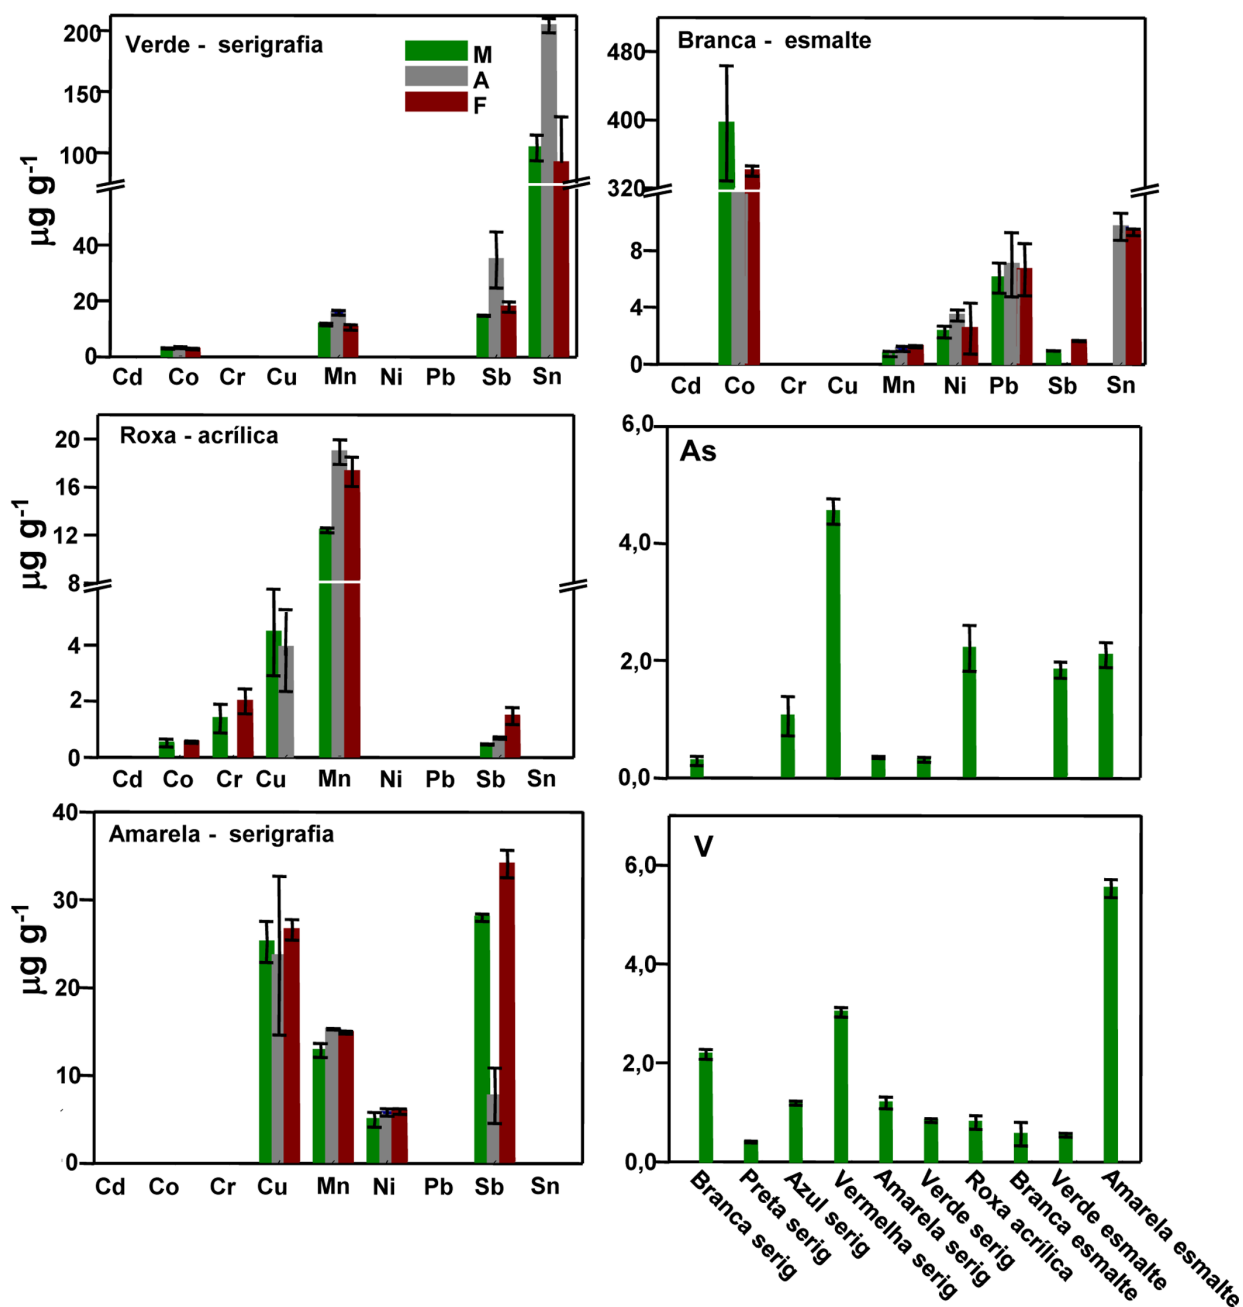 Verde - serigrafia
M
A
F
µg g-1
200
150
100
40
20
0
Cd Co Cr Cu Mn Ni Pb Sb Sn
Branca - esmalte
480
400
320
8
4
0
Cd Co Cr Cu Mn Ni Pb Sb Sn
Roxa - acrílica
µg g-1
20
16
12
8
4
2
0
Cd Co Cr Cu Mn Ni Pb Sb Sn
As
6,0
4,0
2,0
0,0
Amarela - serigrafia
µg g-1
40
30
20
10
0
Cd Co Cr Cu Mn Ni Pb Sb Sn
V
6,0
4,0
2,0
0,0
Branca serig
Preta serig
Azul serig
Vermelha serig
Amarela serig
Verde serig
Roxa acrílica
Branca esmalte
Verde esmalte
Amarela esmalte